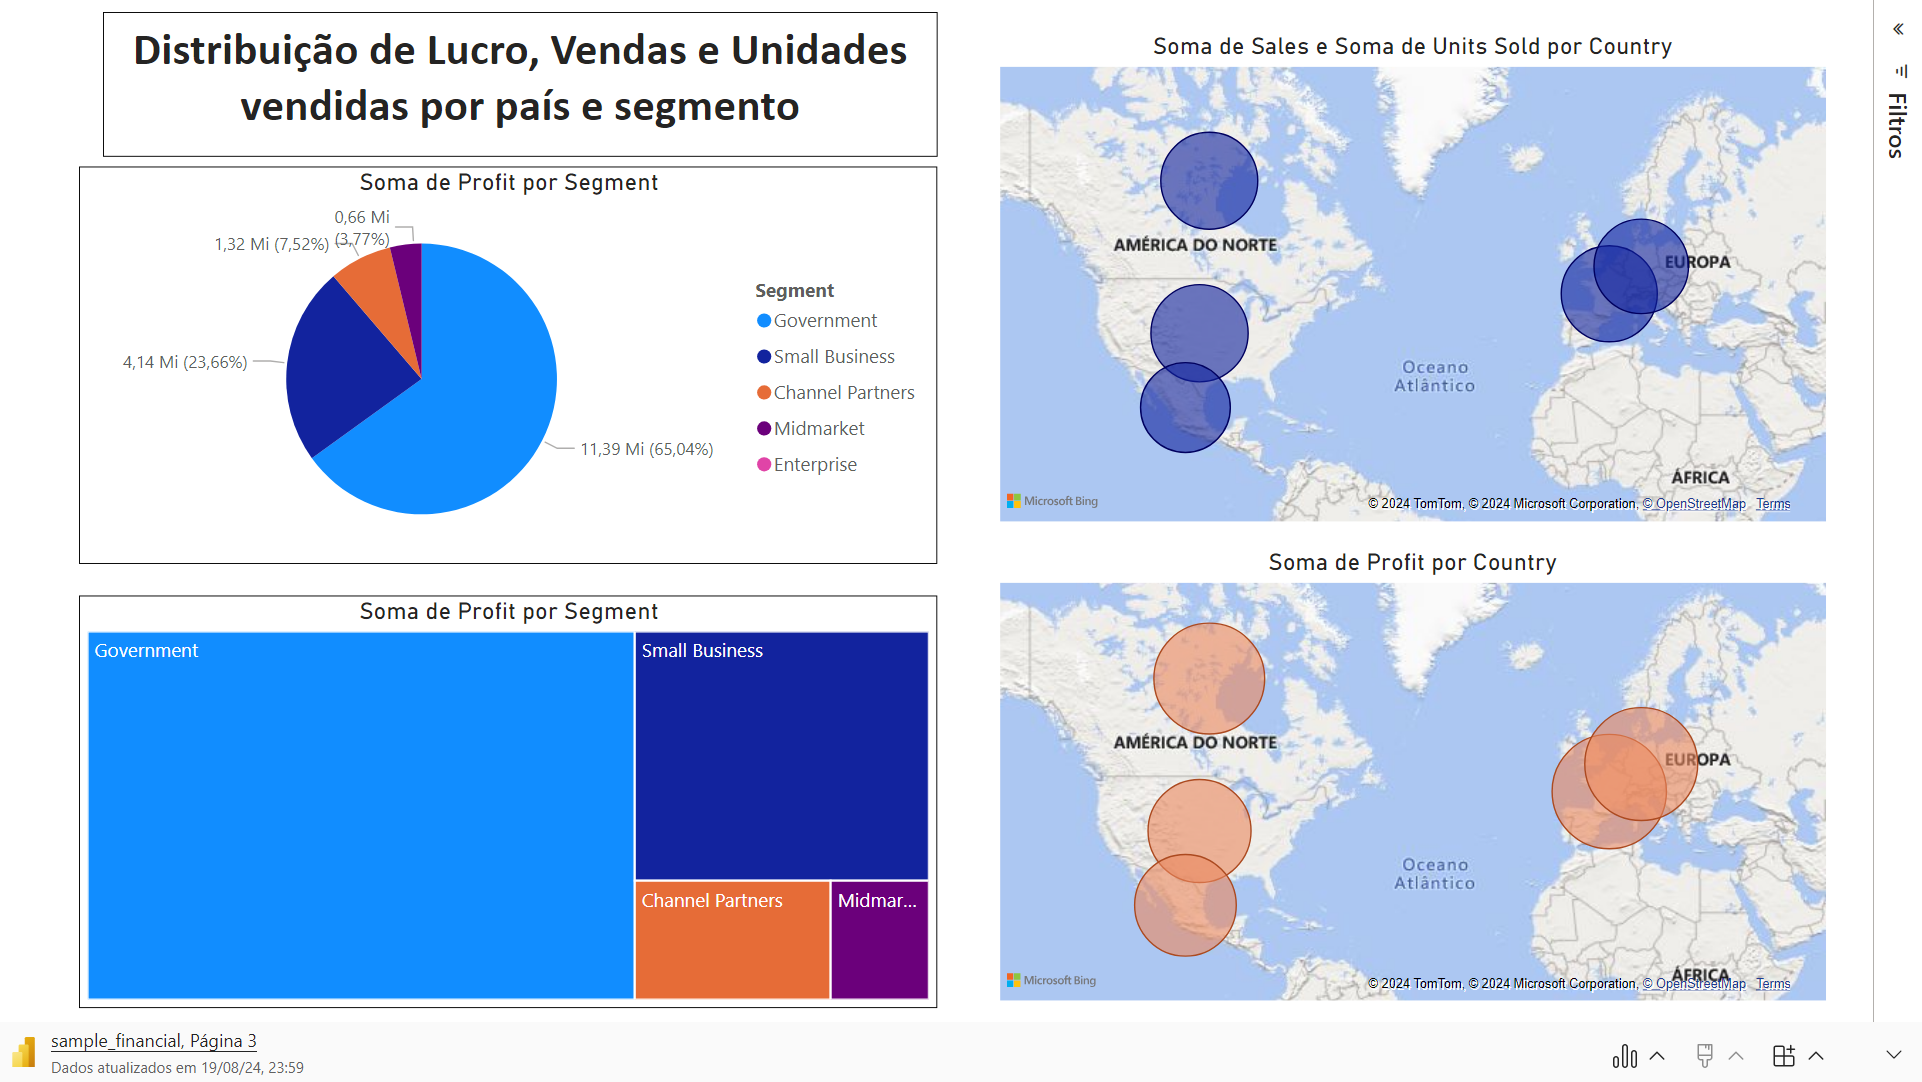 Distribuição de Lucro, Vendas e Unidades
vendidas por país e segmento
Soma de Profit por Segment
0,66 Mi
(3,77%)
1,32 Mi (7,52%)
4,14 Mi (23,66%)
11,39 Mi (65,04%)
Segment
Government
Small Business
Channel Partners
Midmarket
Enterprise
Soma de Profit por Segment
Government
Small Business
Channel Partners
Midmar...
Soma de Sales e Soma de Units Sold por Country
AMÉRICA DO NORTE
EUROPA
Oceano
Atlântico
ÁFRICA
Microsoft Bing
© 2024 TomTom, © 2024 Microsoft Corporation, © OpenStreetMap Terms
Soma de Profit por Country
AMÉRICA DO NORTE
EUROPA
Oceano
Atlântico
ÁFRICA
Microsoft Bing
© 2024 TomTom, © 2024 Microsoft Corporation, © OpenStreetMap Terms
Filtros
sample_financial, Página 3
Dados atualizados em 19/08/24, 23:59